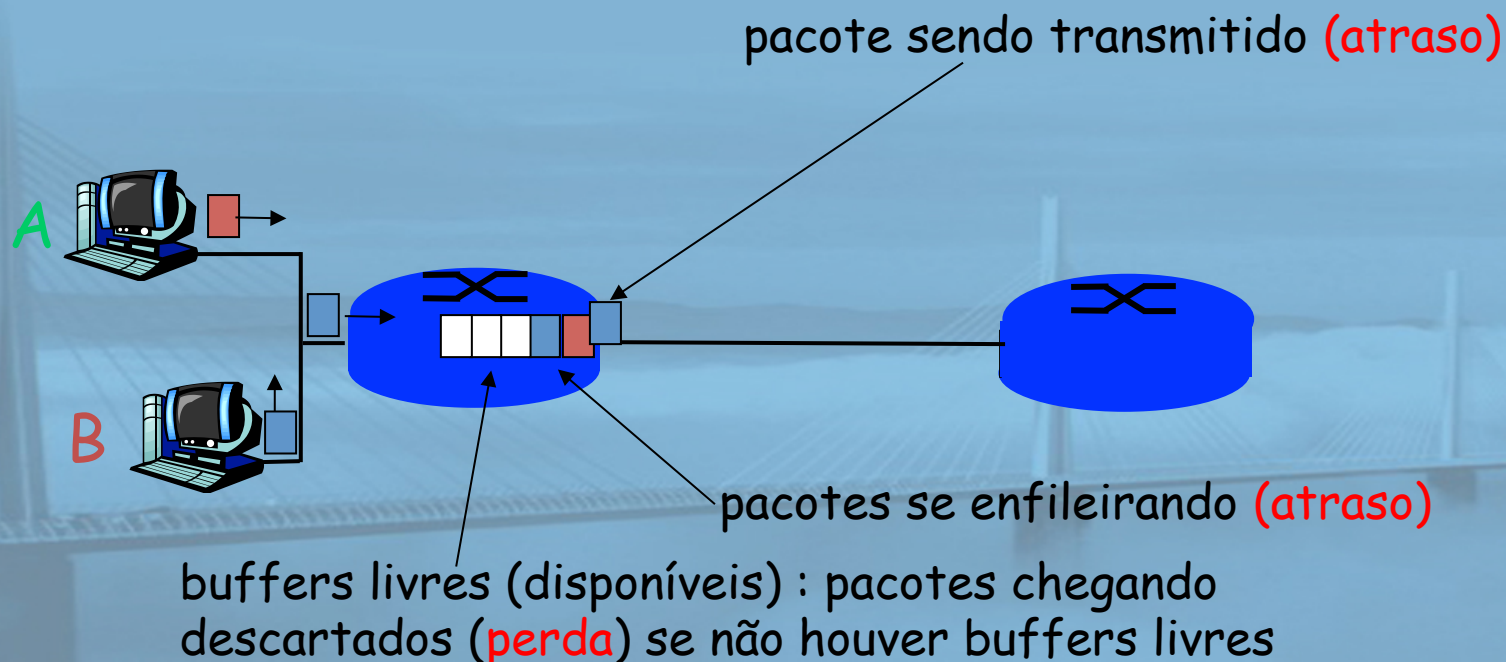 pacote sendo transmitido (atraso)
A
B
pacotes se enfileirando (atraso)
buffers livres (disponíveis) : pacotes chegando
descartados (perda) se não houver buffers livres